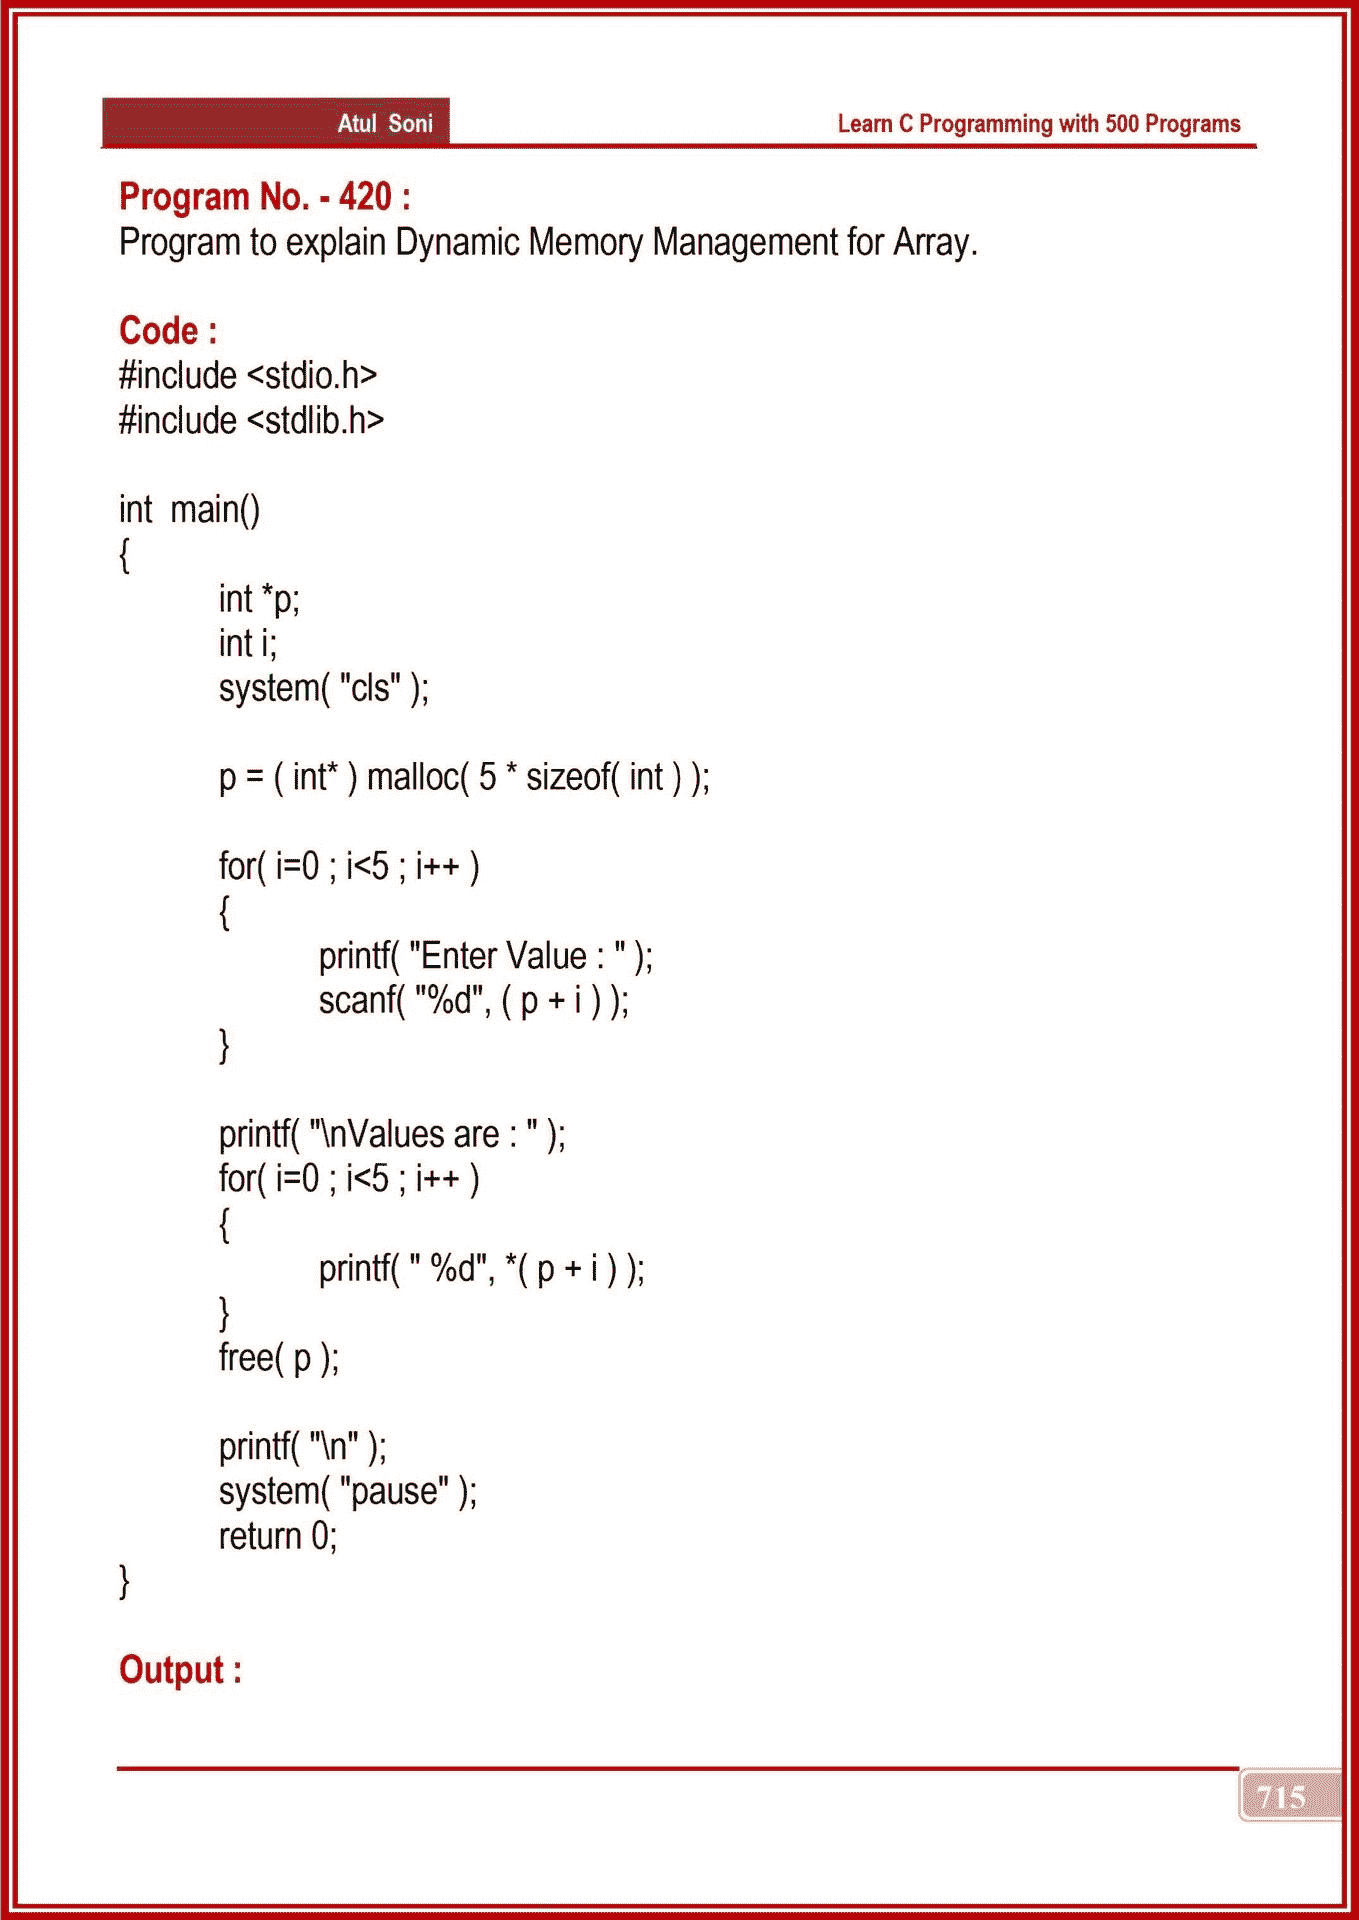 Atul  Soni
Learn C Programming with 500 Programs
Program No. - 420 :
Program to explain Dynamic Memory Management for Array.
Code :
#include <stdio.h>
#include <stdlib.h>
int  main()
{
int *p;
int i;
system( "cls" );
p = ( int* ) malloc( 5 * sizeof( int ) );
for( i=0 ; i<5 ; i++ )
{
printf( "Enter Value : " );
scanf( "%d", ( p + i ) );
}
printf( "\nValues are : " );
for( i=0 ; i<5 ; i++ )
{
printf( " %d", *( p + i ) );
}
free( p );
printf( "\n" );
system( "pause" );
return 0;
}
Output :
715